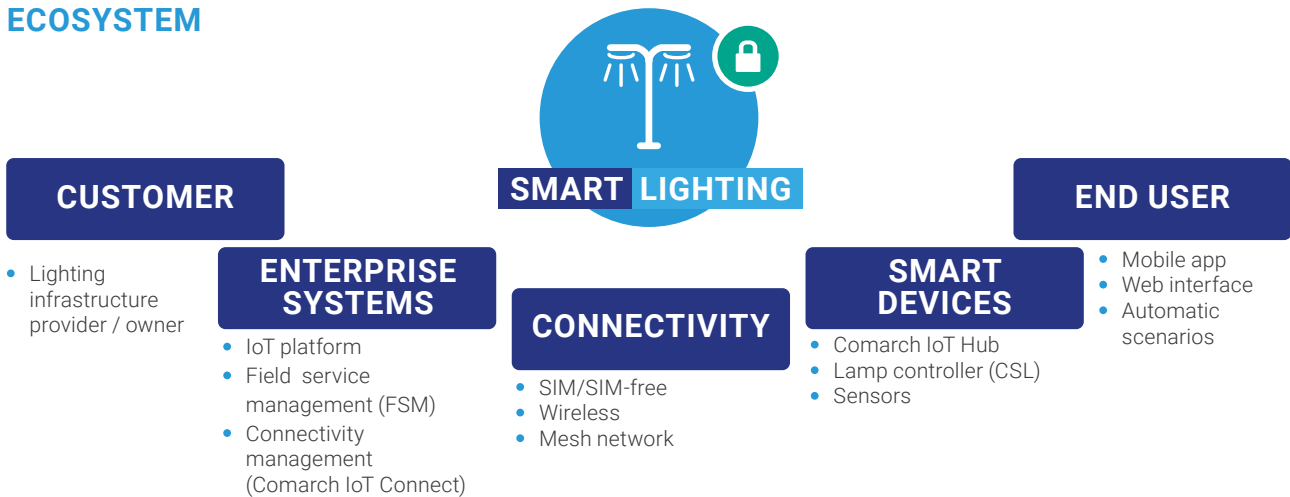 ECOSYSTEM
SMART LIGHTING
CUSTOMER
• Lighting
infrastructure
provider / owner
ENTERPRISE
SYSTEMS
• IoT platform
• Field service
management (FSM)
• Connectivity
management
(Comarch IoT Connect)
CONNECTIVITY
• SIM/SIM-free
• Wireless
• Mesh network
SMART
DEVICES
• Comarch IoT Hub
• Lamp controller (CSL)
• Sensors
END USER
• Mobile app
• Web interface
• Automatic
scenarios